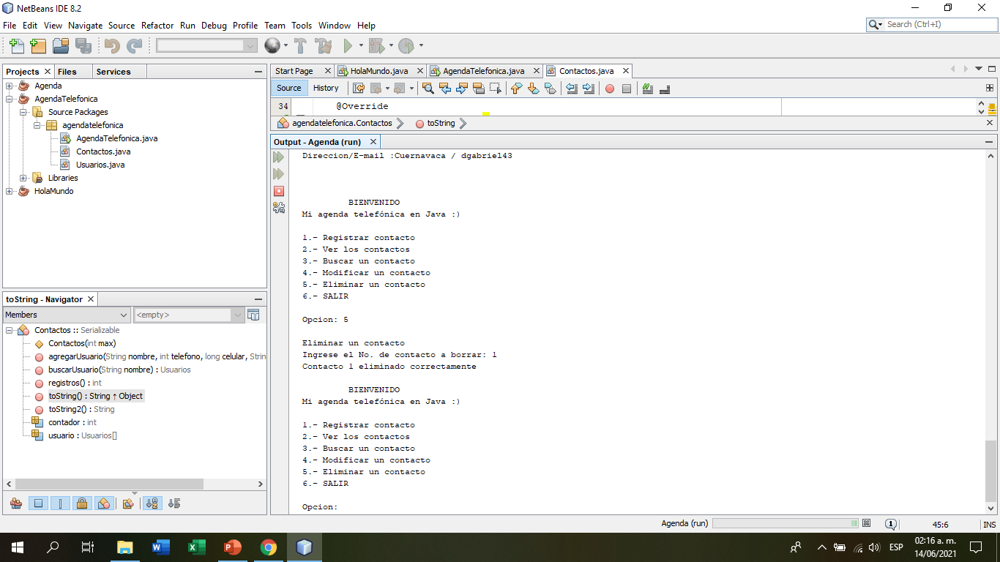 NetBeans IDE 8.2
File Edit View Navigate Source Refactor Run Debug Profile Team Tools Window Help
Search (Ctrl+I)
Projects Files Services
Agenda
AgendaTelefonica
Source Packages
agendatelefonica
AgendaTelefonica.java
Contactos.java
Usuarios.java
Libraries
HolaMundo
toString - Navigator
Members
<empty>
Contactos :: Serializable
Contactos(int max)
agregarUsuario(String nombre, int telefono, long celular, Strin
buscarUsuario(String nombre) : Usuarios
registros() : int
toString() : String ↑ Object
toString2() : String
contador : int
usuario : Usuarios[]
Start Page HolaMundo.java AgendaTelefonica.java Contactos.java
Source History
34 @Override
agendatelefonica.Contactos toString
Output - Agenda (run)
Direccion/E-mail :Cuernavaca / dgabriel43
BIENVENIDO
Mi agenda telefónica en Java :)
1.- Registrar contacto
2.- Ver los contactos
3.- Buscar un contacto
4.- Modificar un contacto
5.- Eliminar un contacto
6.- SALIR
Opcion: 5
Eliminar un contacto
Ingrese el No. de contacto a borrar: 1
Contacto 1 eliminado correctamente
BIENVENIDO
Mi agenda telefónica en Java :)
1.- Registrar contacto
2.- Ver los contactos
3.- Buscar un contacto
4.- Modificar un contacto
5.- Eliminar un contacto
6.- SALIR
Opcion:
Agenda (run) 1 45:6 INS
ESP
02:16 a. m.
14/06/2021